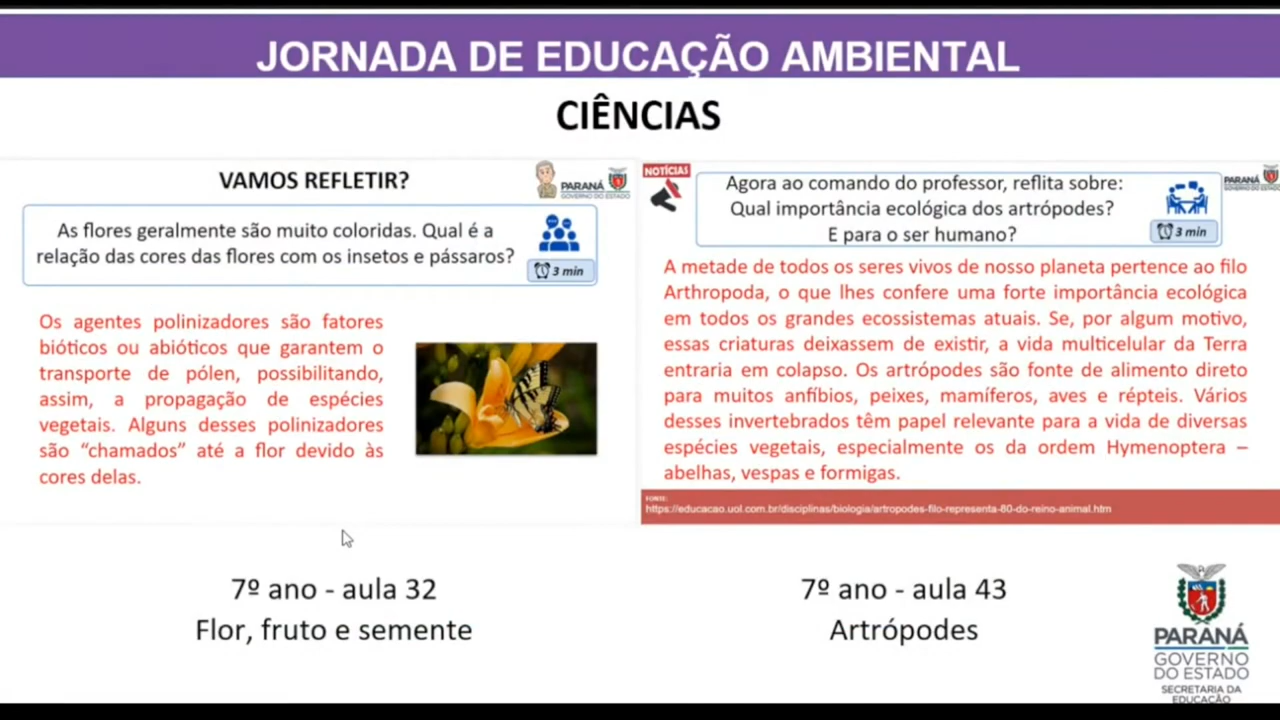 JORNADA DE EDUCAÇÃO AMBIENTAL
CIÊNCIAS
VAMOS REFLETIR?
PARANÁ
GOVERNO DO ESTADO
As flores geralmente são muito coloridas. Qual é a
relação das cores das flores com os insetos e pássaros?
3 min
Os agentes polinizadores são fatores
bióticos ou abióticos que garantem o
transporte de pólen, possibilitando,
assim, a propagação de espécies
vegetais. Alguns desses polinizadores
são “chamados” até a flor devido às
cores delas.
7º ano - aula 32
Flor, fruto e semente
NOTÍCIAS
Agora ao comando do professor, reflita sobre:
Qual importância ecológica dos artrópodes?
E para o ser humano?
3 min
PARANÁ
GOVERNO DO ESTADO
A metade de todos os seres vivos de nosso planeta pertence ao filo
Arthropoda, o que lhes confere uma forte importância ecológica
em todos os grandes ecossistemas atuais. Se, por algum motivo,
essas criaturas deixassem de existir, a vida multicelular da Terra
entraria em colapso. Os artrópodes são fonte de alimento direto
para muitos anfíbios, peixes, mamíferos, aves e répteis. Vários
desses invertebrados têm papel relevante para a vida de diversas
espécies vegetais, especialmente os da ordem Hymenoptera –
abelhas, vespas e formigas.
FONTE:
https://educacao.uol.com.br/disciplinas/biologia/artropodes-filo-representa-80-do-reino-animal.htm
7º ano - aula 43
Artrópodes
PARANÁ
GOVERNO
DO ESTADO
SECRETARIA DA
EDUCAÇÃO